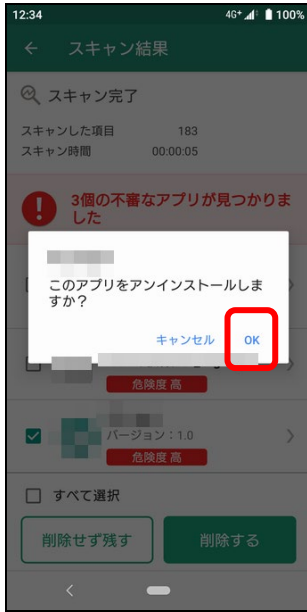 12:34 4G+ 100%
← スキャン結果
スキャン完了
スキャンした項目 183
スキャン時間 00:00:05
3個の不審なアプリが見つかりま
した
このアプリをアンインストールしま
すか？
キャンセル OK
危険度 高
バージョン：1.0
危険度 高
すべて選択
削除せず残す 削除する